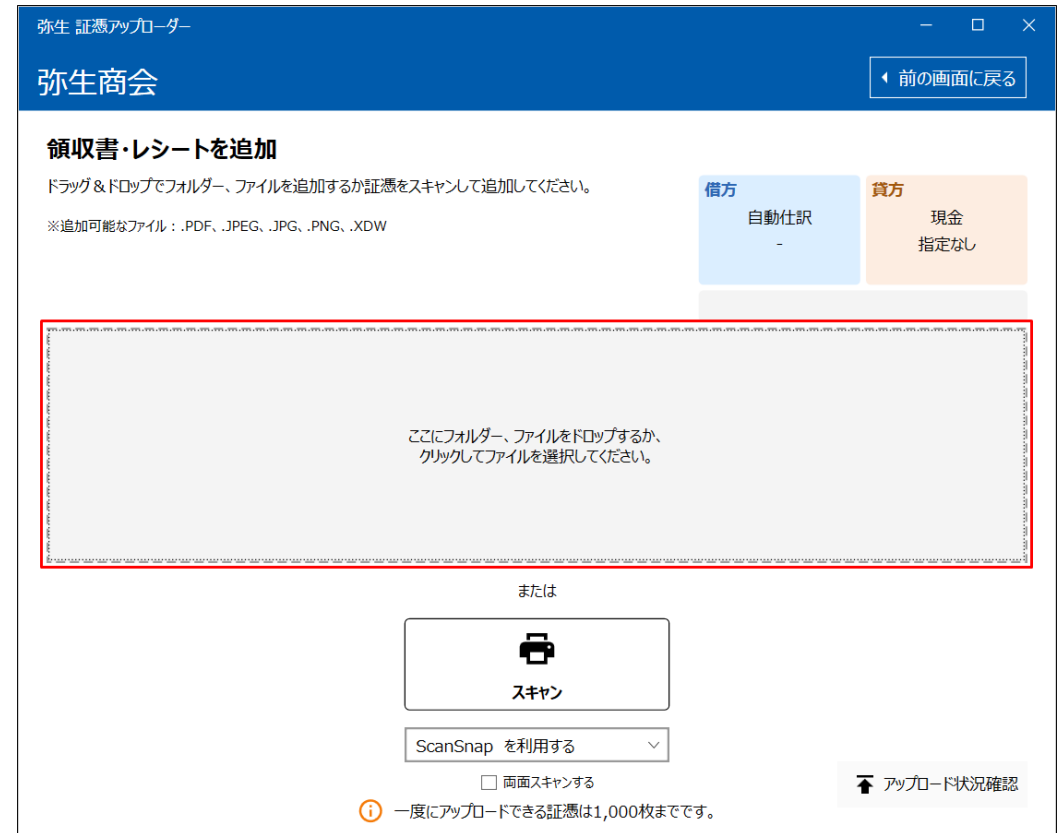 弥生 証憑アップローダー
弥生商会
前の画面に戻る
領収書・レシートを追加
ドラッグ&ドロップでフォルダー、ファイルを追加するか証憑をスキャンして追加してください。
※追加可能なファイル:.PDF、.JPEG、.JPG、.PNG、.XDW
借方
自動仕訳
-
貸方
現金
指定なし
ここにフォルダー、ファイルをドロップするか、
クリックしてファイルを選択してください。
または
スキャン
ScanSnap を利用する
両面スキャンする
一度にアップロードできる証憑は1,000枚までです。
アップロード状況確認